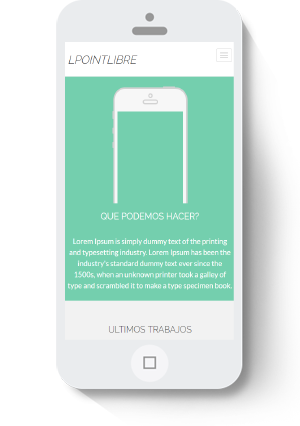 LPOINTLIBRE
QUE PODEMOS HACER?
Lorem Ipsum is simply dummy text of the printing
and typesetting industry. Lorem Ipsum has been the
industry's standard dummy text ever since the
1500s, when an unknown printer took a galley of
type and scrambled it to make a type specimen book.
ULTIMOS TRABAJOS